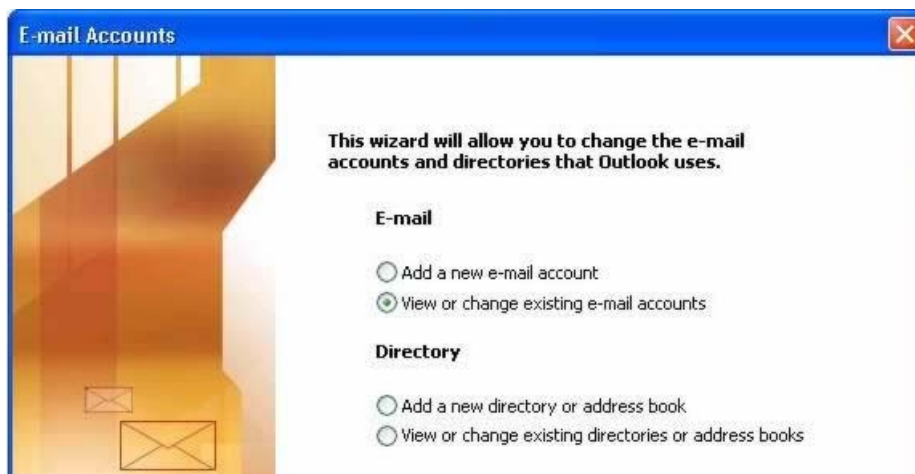 E-mail Accounts
This wizard will allow you to change the e-mail
accounts and directories that Outlook uses.
E-mail
Add a new e-mail account
View or change existing e-mail accounts
Directory
Add a new directory or address book
View or change existing directories or address books